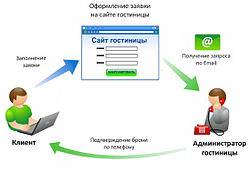 Оформление заявки
на сайте гостиницы
Заполнение
заявки
Сайт гостиницы
ЗАБРОНИРОВАТЬ
Получение запроса
по Email
Клиент
Подтверждение брони
по телефону
Администратор
гостиницы